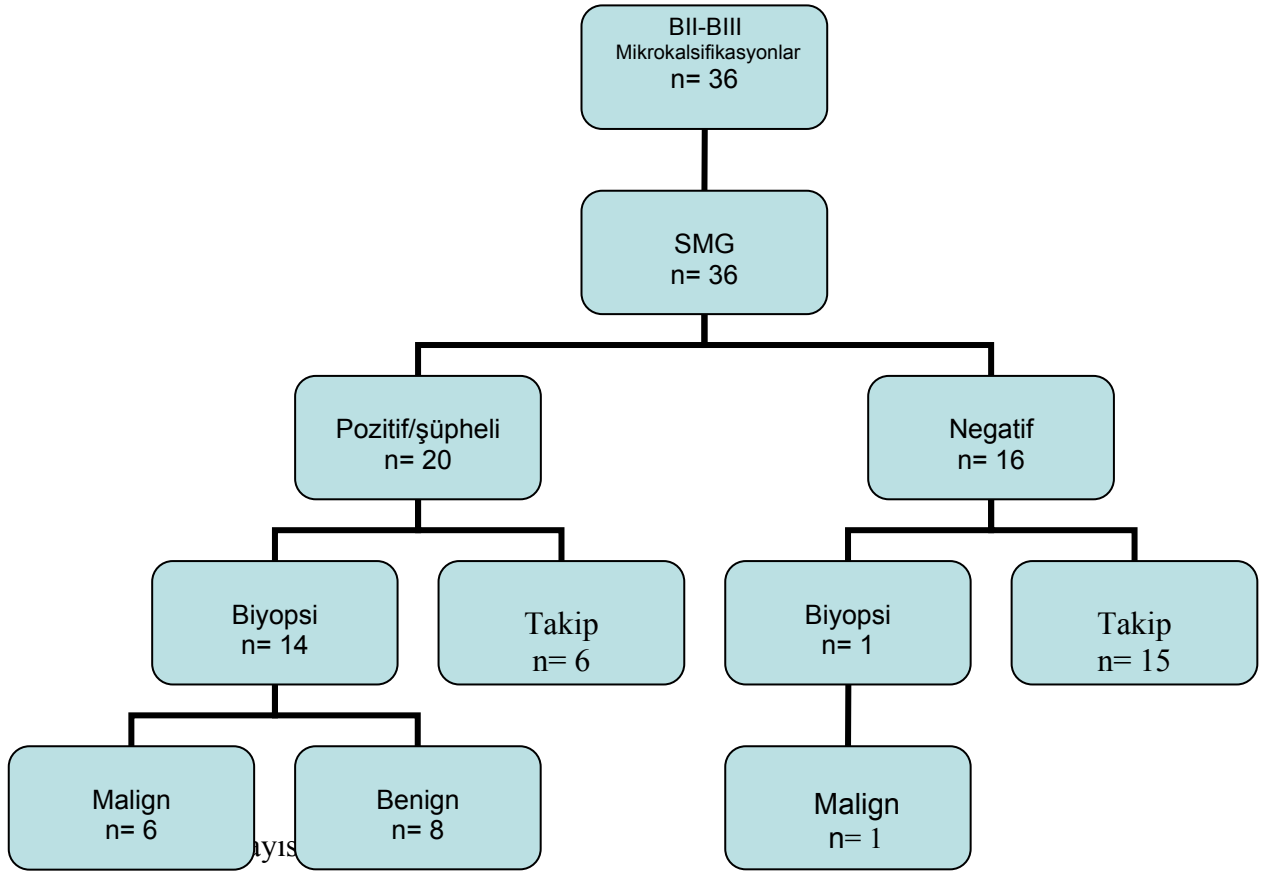 BII-BIII
Mikrokalsifikasyonlar
n= 36
SMG
n= 36
Pozitif/şüpheli
n= 20
Negatif
n= 16
Biyopsi
n= 14
Takip
n= 6
Biyopsi
n= 1
Takip
n= 15
Malign
n= 6
Benign
n= 8
Malign
n= 1